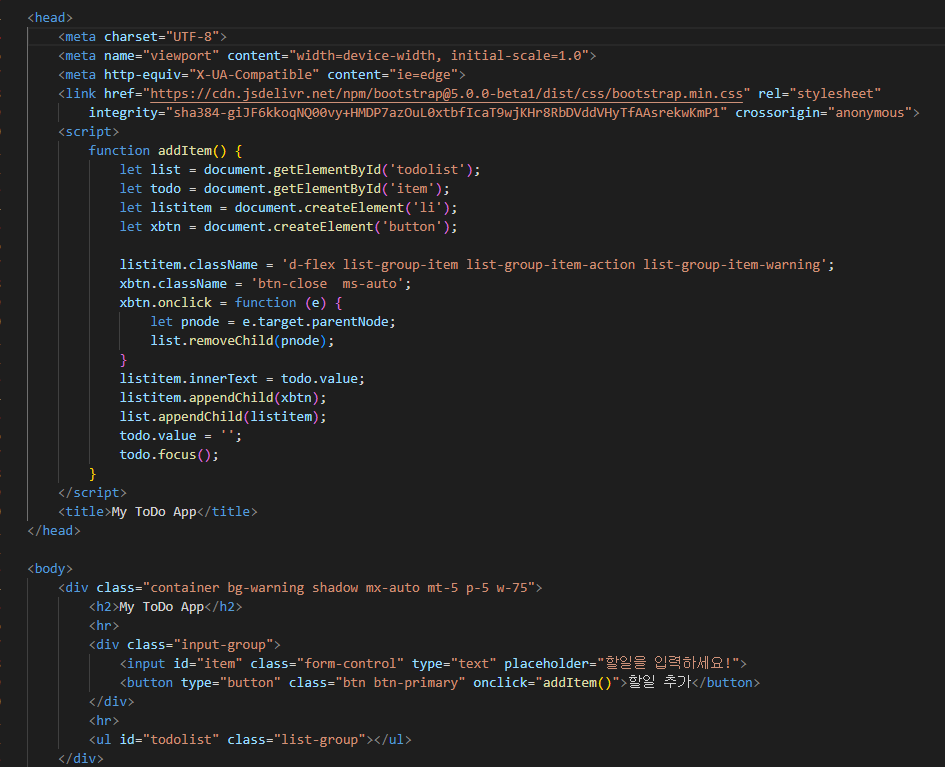 <head>
<meta charset="UTF-8">
<meta name="viewport" content="width=device-width, initial-scale=1.0">
<meta http-equiv="X-UA-Compatible" content="ie=edge">
<link href="https://cdn.jsdelivr.net/npm/bootstrap@5.0.0-beta1/dist/css/bootstrap.min.css" rel="stylesheet"
integrity="sha384-giJF6kkoqNQ00vy+HMDP7azOuL0xtbfIcaT9wjKHr8RbDVddVHyTfAAsrekwKmP1" crossorigin="anonymous">
<script>
function addItem() {
let list = document.getElementById('todolist');
let todo = document.getElementById('item');
let listitem = document.createElement('li');
let xbtn = document.createElement('button');
listitem.className = 'd-flex list-group-item list-group-item-action list-group-item-warning';
xbtn.className = 'btn-close  ms-auto';
xbtn.onclick = function (e) {
let pnode = e.target.parentNode;
list.removeChild(pnode);
}
listitem.innerText = todo.value;
listitem.appendChild(xbtn);
list.appendChild(listitem);
todo.value = '';
todo.focus();
}
</script>
<title>My ToDo App</title>
</head>
<body>
<div class="container bg-warning shadow mx-auto mt-5 p-5 w-75">
<h2>My ToDo App</h2>
<hr>
<div class="input-group">
<input id="item" class="form-control" type="text" placeholder="할일을 입력하세요!">
<button type="button" class="btn btn-primary" onclick="addItem()">할일 추가</button>
</div>
<hr>
<ul id="todolist" class="list-group"></ul>
</div>